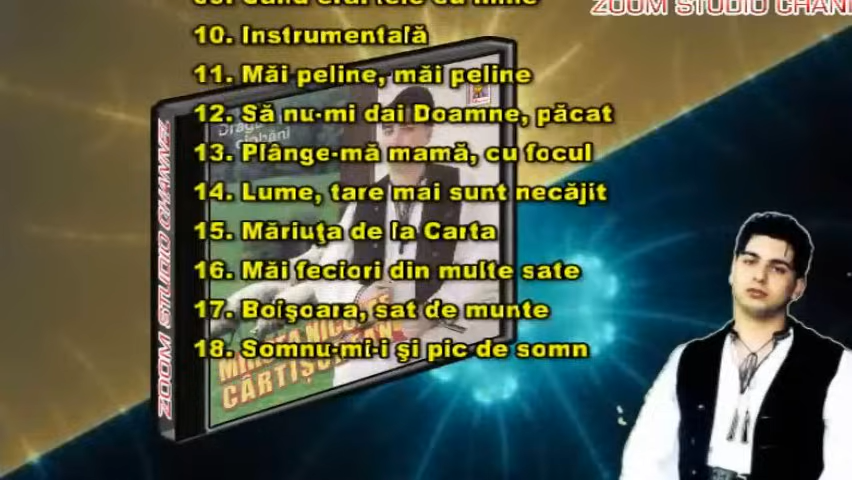 ZOOM STUDIO CHAN
10. Instrumentală
11. Măi peline, măi peline
12. Să nu-mi dai Doamne, păcat
13. Plânge-mă mamă, cu focul
14. Lume, tare mai sunt necăjit
15. Măriuţa de la Carta
16. Măi feciori din multe sate
17. Boişoara, sat de munte
18. Somnu-mi-i şi pic de somn
ZOOM STUDIO CHANNEL
CÂRTIŞOREAN